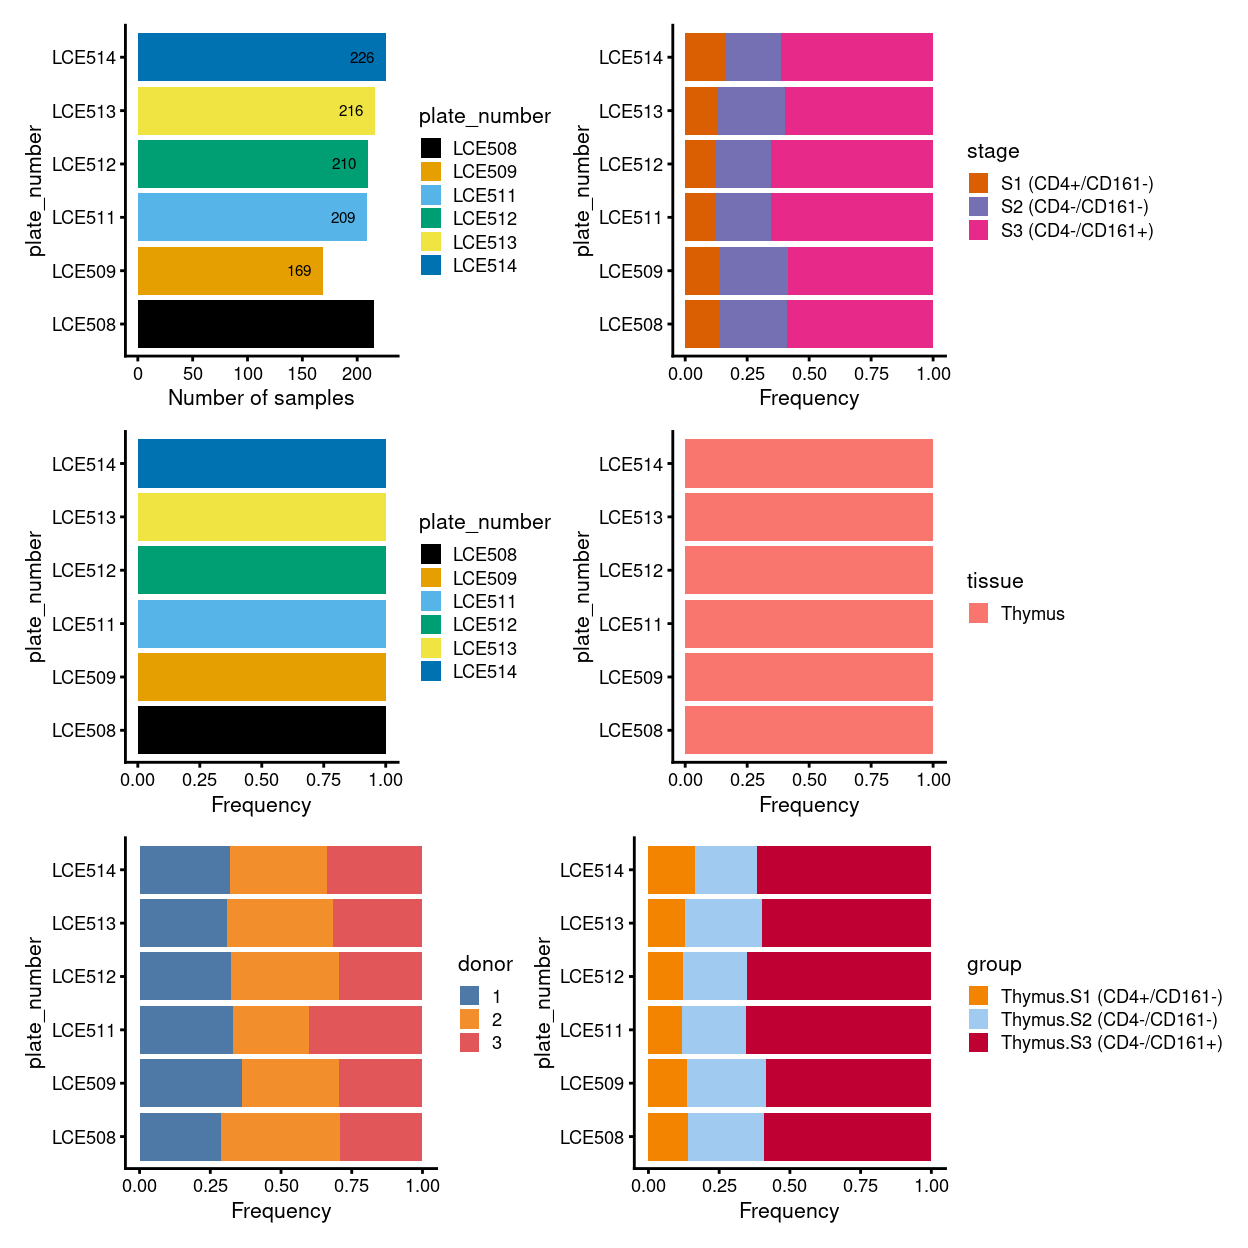 plate_number
LCE514
LCE513
LCE512
LCE511
LCE509
LCE508
226
216
210
209
169
0 50 100 150 200
Number of samples
plate_number
LCE508
LCE509
LCE511
LCE512
LCE513
LCE514
plate_number
LCE514
LCE513
LCE512
LCE511
LCE509
LCE508
0.00 0.25 0.50 0.75 1.00
Frequency
stage
S1 (CD4+/CD161-)
S2 (CD4-/CD161-)
S3 (CD4-/CD161+)
plate_number
LCE514
LCE513
LCE512
LCE511
LCE509
LCE508
0.00 0.25 0.50 0.75 1.00
Frequency
plate_number
LCE508
LCE509
LCE511
LCE512
LCE513
LCE514
plate_number
LCE514
LCE513
LCE512
LCE511
LCE509
LCE508
0.00 0.25 0.50 0.75 1.00
Frequency
tissue
Thymus
plate_number
LCE514
LCE513
LCE512
LCE511
LCE509
LCE508
0.00 0.25 0.50 0.75 1.00
Frequency
donor
1
2
3
plate_number
LCE514
LCE513
LCE512
LCE511
LCE509
LCE508
0.00 0.25 0.50 0.75 1.00
Frequency
group
Thymus.S1 (CD4+/CD161-)
Thymus.S2 (CD4-/CD161-)
Thymus.S3 (CD4-/CD161+)